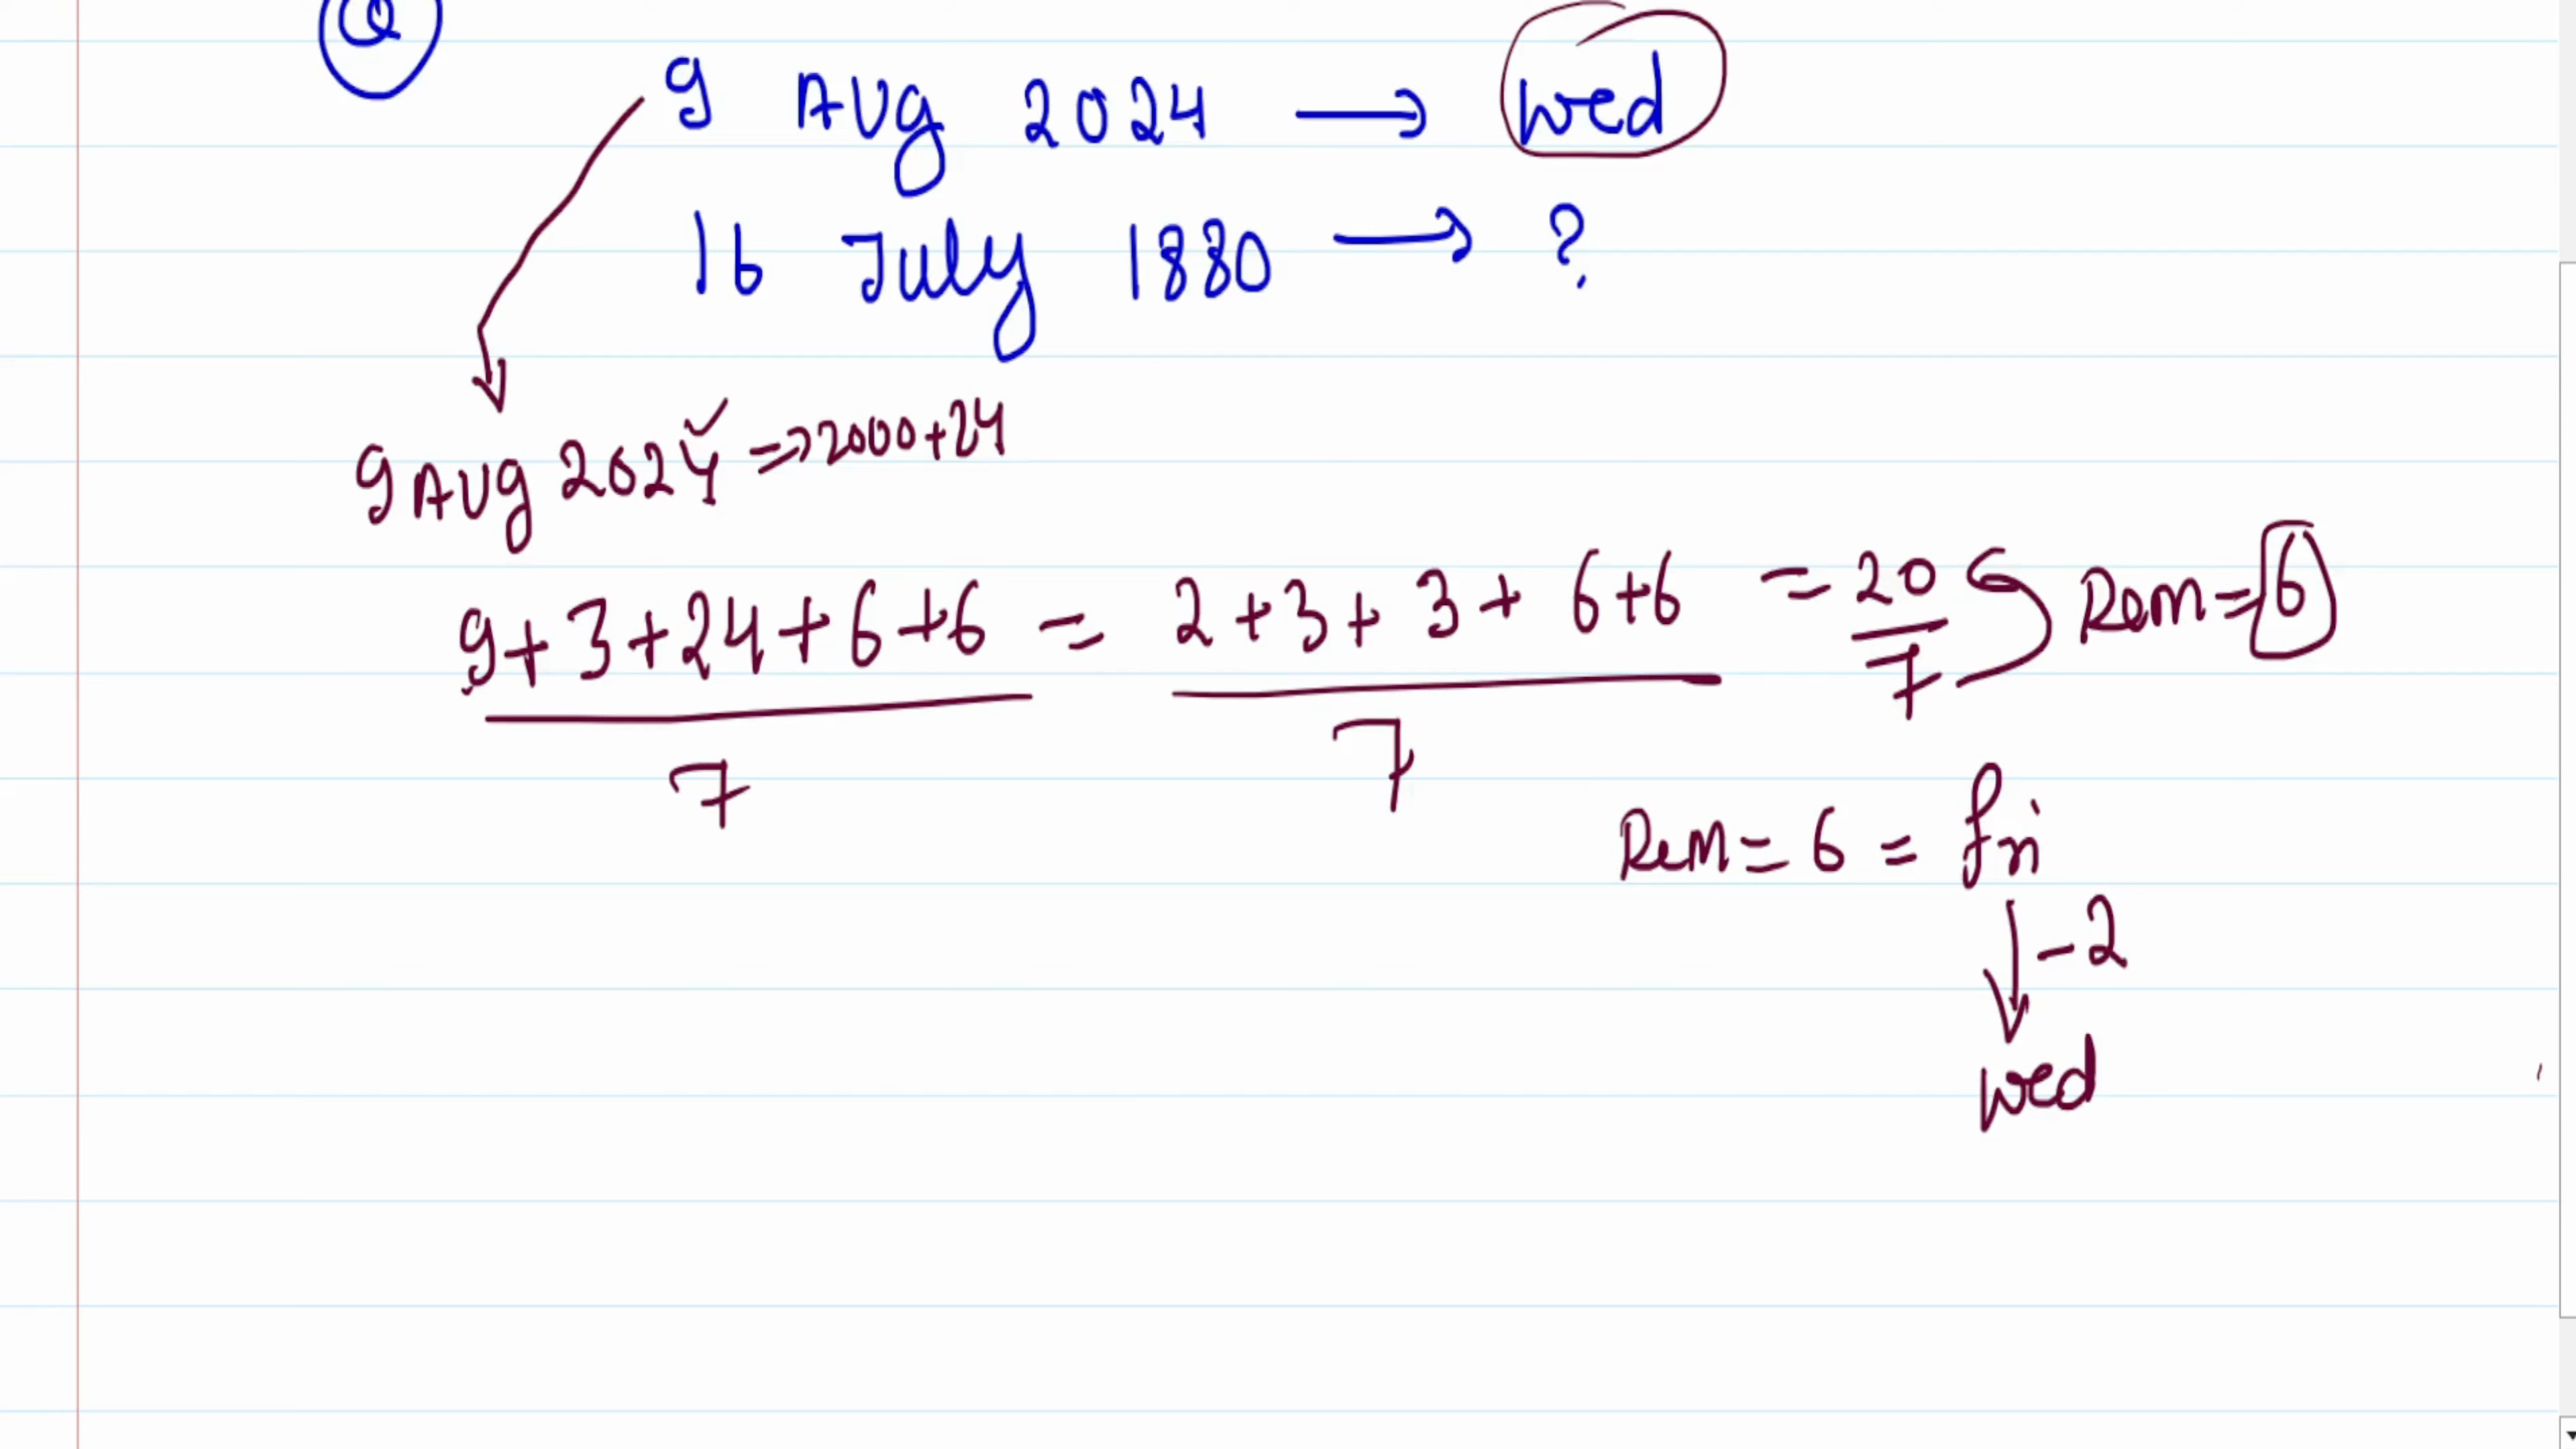 Q
9 AUg 2024 → Wed
16 July 1880 → ?
9 AUg 2024 ⇒ 2000+24
9+3+24+6+6 = 2+3+3+6+6 = 20 Rem=6
7 7 7
Rem = 6 = fri
-2
Wed